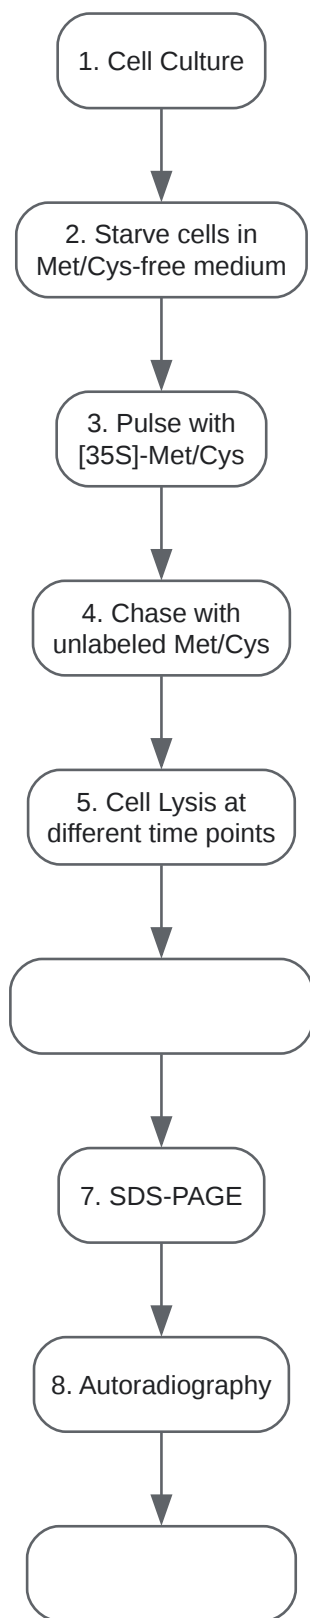 1. Cell Culture
2. Starve cells in
Met/Cys-free medium
3. Pulse with
[35S]-Met/Cys
4. Chase with
unlabeled Met/Cys
5. Cell Lysis at
different time points
7. SDS-PAGE
8. Autoradiography